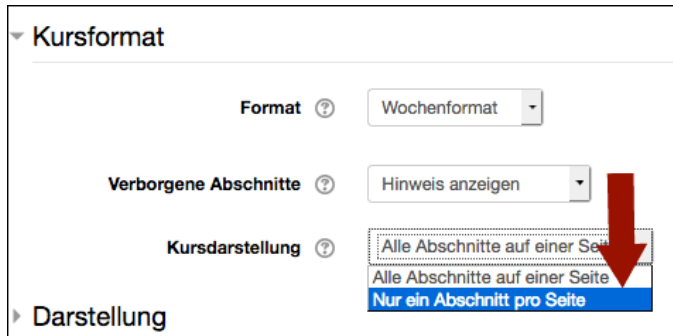 Kursformat
Format
Wochenformat
Verborgene Abschnitte
Hinweis anzeigen
Kursdarstellung
Alle Abschnitte auf einer Seite
Alle Abschnitte auf einer Seite
Nur ein Abschnitt pro Seite
Darstellung